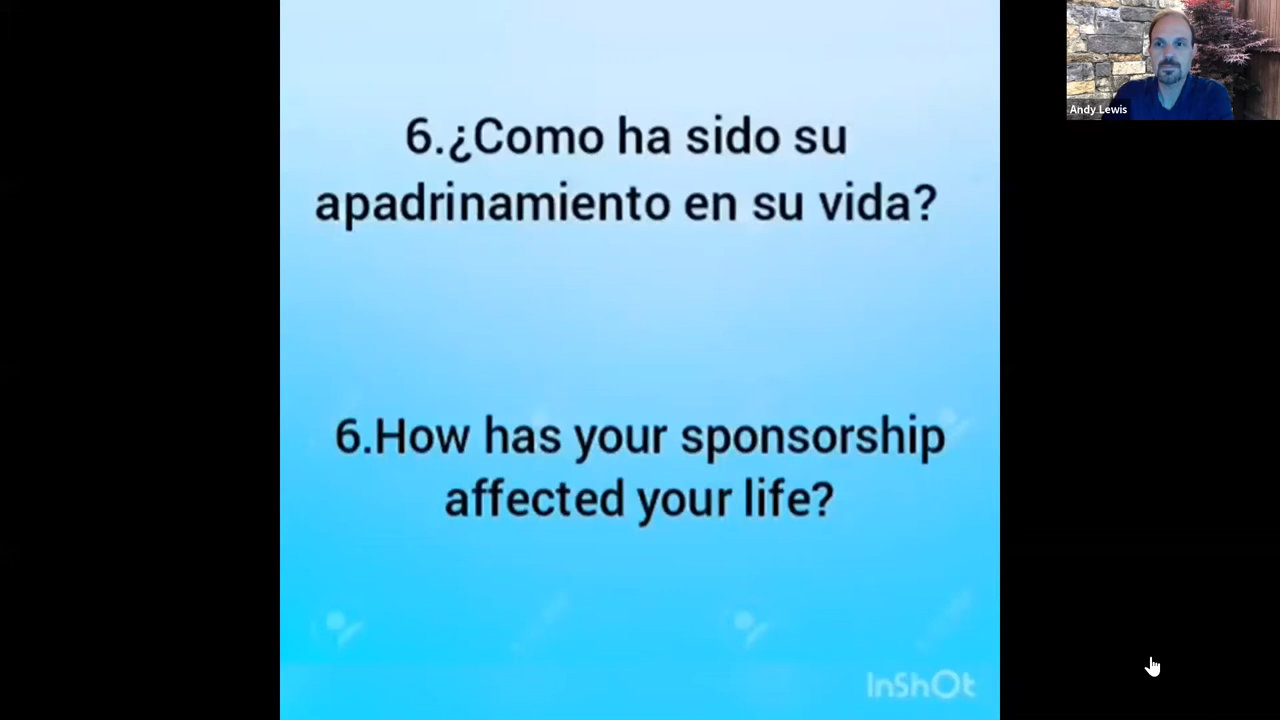 6.¿Como ha sido su
apadrinamiento en su vida?
6.How has your sponsorship
affected your life?
InShOt
Andy Lewis